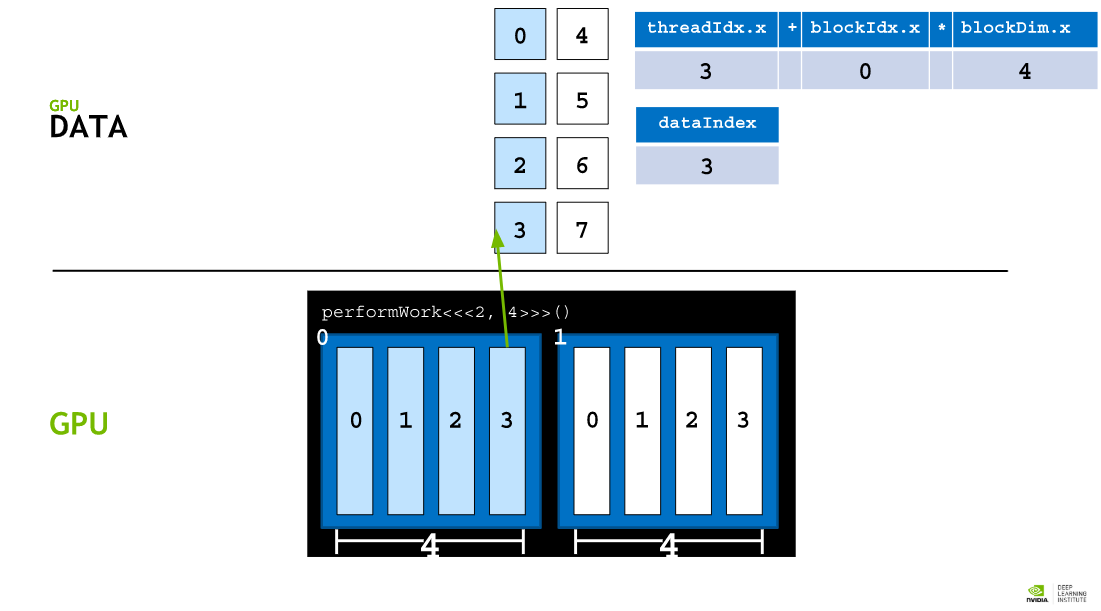 0 4
threadIdx.x + blockIdx.x * blockDim.x
3 0 4
1 5
GPU
DATA
dataIndex
2 6
3
3 7
performWork<<<2, 4>>>()
0 1
GPU
0 1 2 3 0 1 2 3
4 4
NVIDIA.
DEEP
LEARNING
INSTITUTE